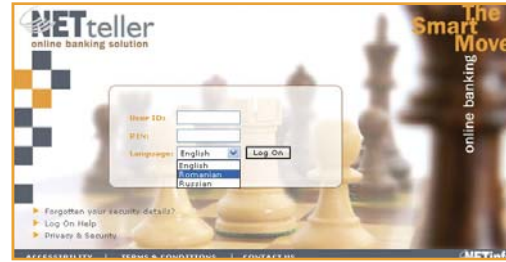 NETteller
online banking solution
The
Smart
Move
online banking
User ID:
PIN:
Language: English Log On
English
Romanian
Russian
Forgotten your security details?
Log On Help
Privacy & Security
ACCESSIBILITY | TERMS & CONDITIONS | CONTACT US
NETinfo